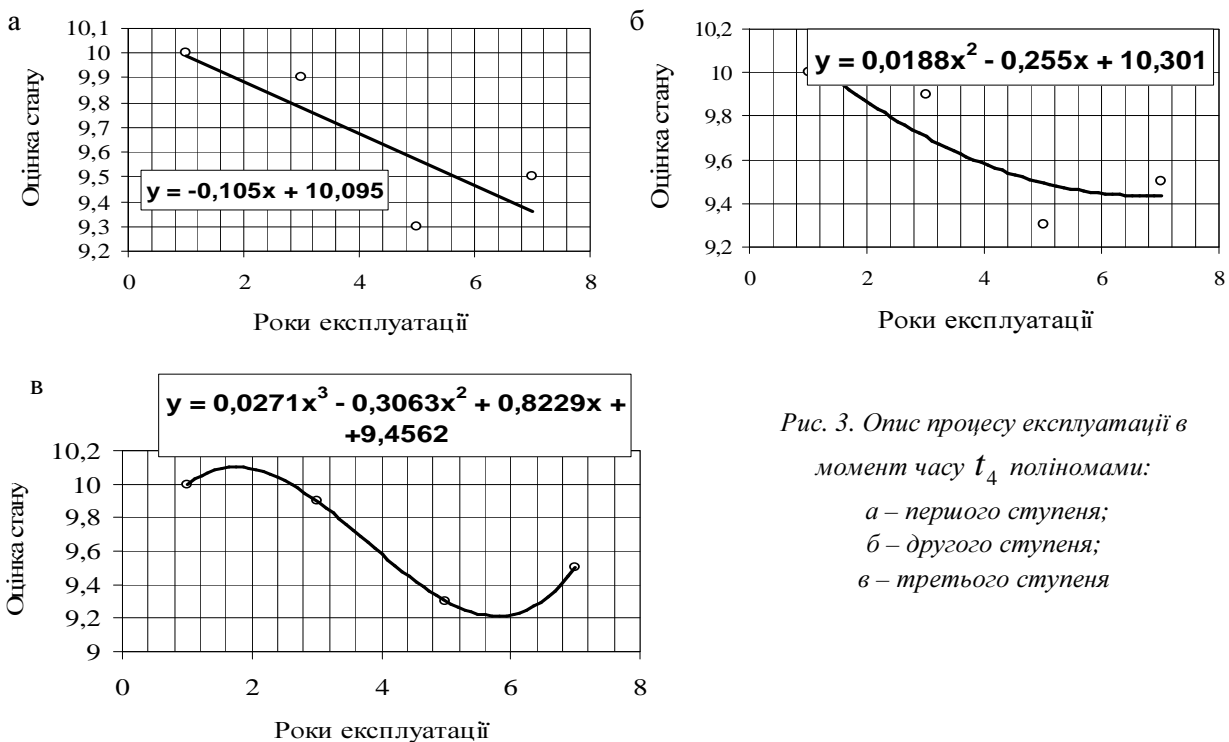 а
10,1
10
9,9
9,8
9,7
9,6
9,5
9,4
9,3
9,2
Оцінка стану
y = -0,105x + 10,095
0 2 4 6 8
Роки експлуатації
б
10
9,8
9,6
9,4
9,2
Оцінка стану
y = 0,0188x² - 0,255x + 10,301
0 2 4 6 8
Роки експлуатації
в
y = 0,0271x³ - 0,3063x² + 0,8229x +
+9,4562
10,2
10
9,8
9,6
9,4
9,2
9
Оцінка стану
0 2 4 6 8
Роки експлуатації
Рис. 3. Опис процесу експлуатації в
момент часу t₄ поліномами:
а – першого ступеня;
б – другого ступеня;
в – третього ступеня